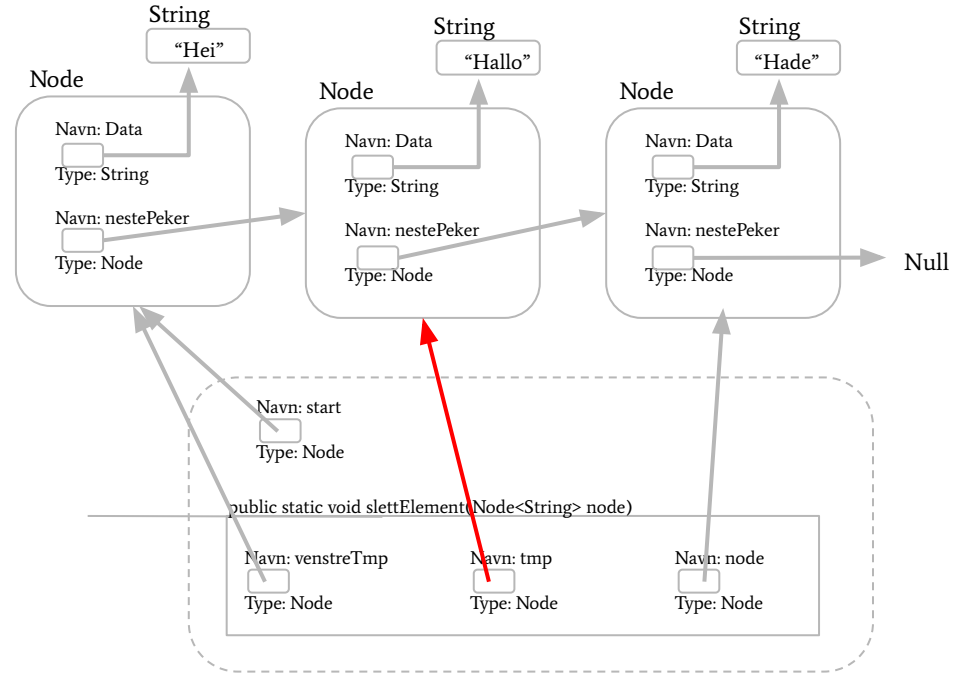 String
“Hei”
Node
Navn: Data
Type: String
Navn: nestePeker
Type: Node
String
“Hallo”
Node
Navn: Data
Type: String
Navn: nestePeker
Type: Node
String
“Hade”
Node
Navn: Data
Type: String
Navn: nestePeker
Type: Node
Null
Navn: start
Type: Node
public static void slettElement(Node<String> node)
Navn: venstreTmp
Type: Node
Navn: tmp
Type: Node
Navn: node
Type: Node